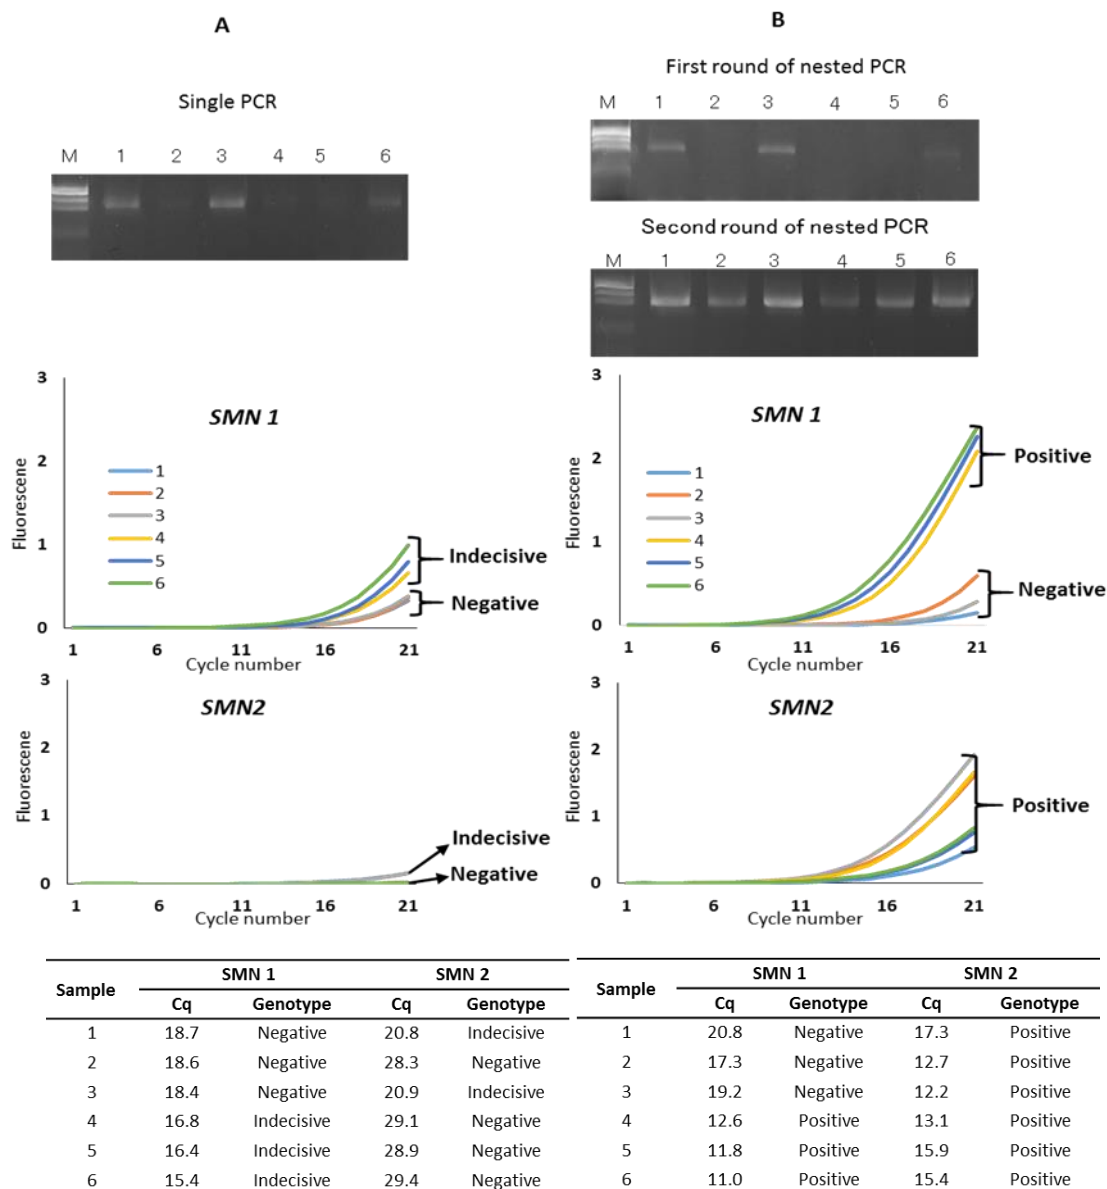 A
Single PCR
M 1 2 3 4 5 6
3
SMN 1
2
1
2
3
4
5
6
1
Indecisive
Negative
0
Fluorescene
1 6 11 16 21
Cycle number
3
SMN2
2
1
Indecisive
Negative
0
Fluorescene
1 6 11 16 21
Cycle number
Sample SMN 1 SMN 2
Cq Genotype Cq Genotype
1 18.7 Negative 20.8 Indecisive
2 18.6 Negative 28.3 Negative
3 18.4 Negative 20.9 Indecisive
4 16.8 Indecisive 29.1 Negative
5 16.4 Indecisive 28.9 Negative
6 15.4 Indecisive 29.4 Negative
B
First round of nested PCR
M 1 2 3 4 5 6
Second round of nested PCR
M 1 2 3 4 5 6
3
SMN 1
2
Positive
1
2
3
4
5
6
1
Negative
0
Fluorescene
1 6 11 16 21
Cycle number
3
SMN2
2
1
Positive
0
Fluorescene
1 6 11 16 21
Cycle number
Sample SMN 1 SMN 2
Cq Genotype Cq Genotype
1 20.8 Negative 17.3 Positive
2 17.3 Negative 12.7 Positive
3 19.2 Negative 12.2 Positive
4 12.6 Positive 13.1 Positive
5 11.8 Positive 15.9 Positive
6 11.0 Positive 15.4 Positive